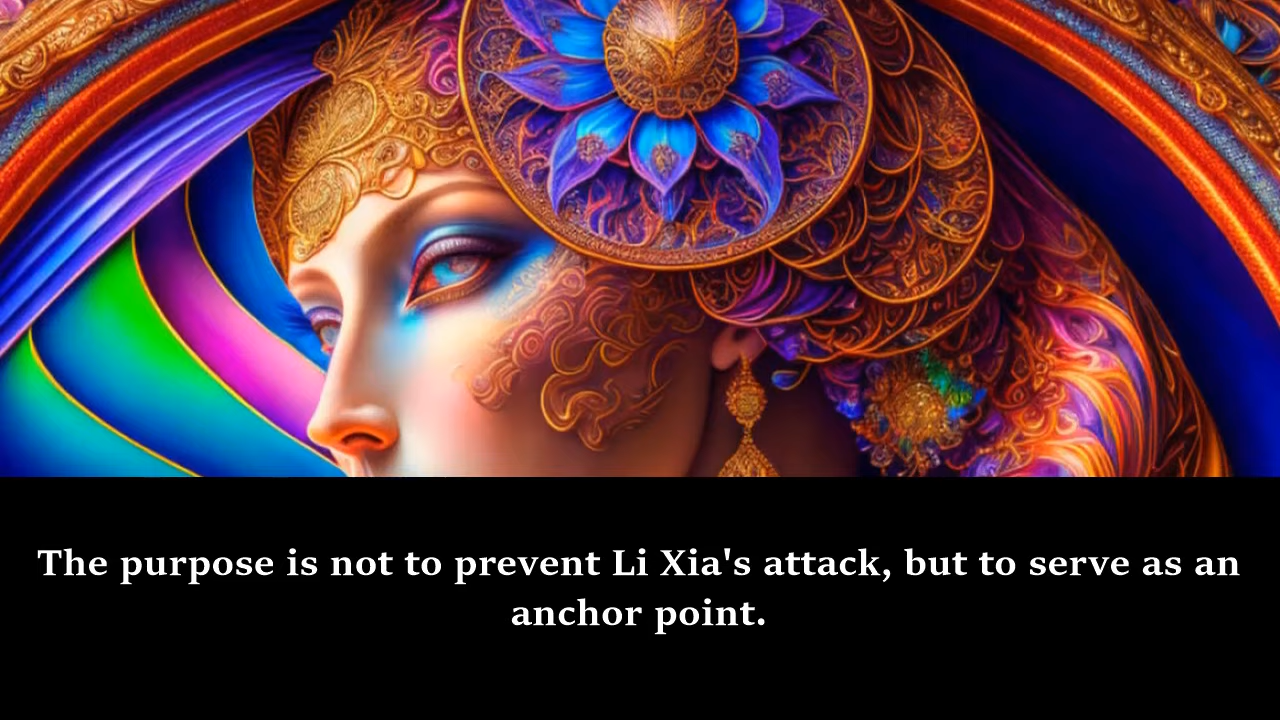 The purpose is not to prevent Li Xia's attack, but to serve as an
anchor point.